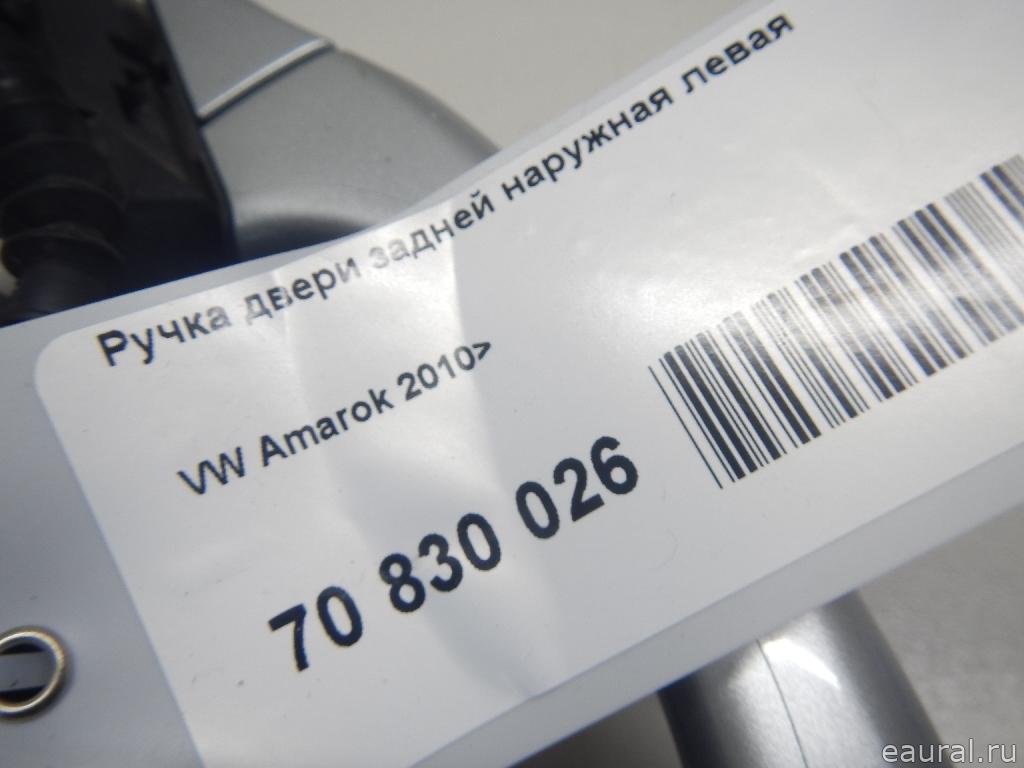 Ручка двери задней наружная левая
VW Amarok 2010>
70 830 026
eaural.ru